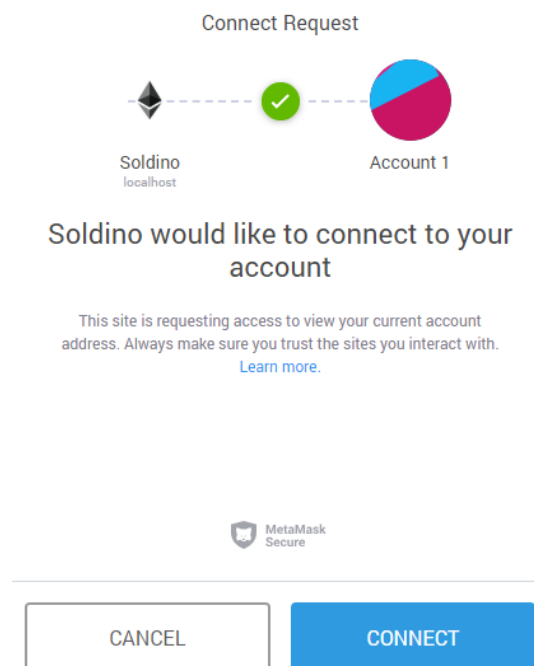 Connect Request
Soldino
localhost
Account 1
Soldino would like to connect to your
account
This site is requesting access to view your current account
address. Always make sure you trust the sites you interact with.
Learn more.
MetaMask
Secure
CANCEL
CONNECT